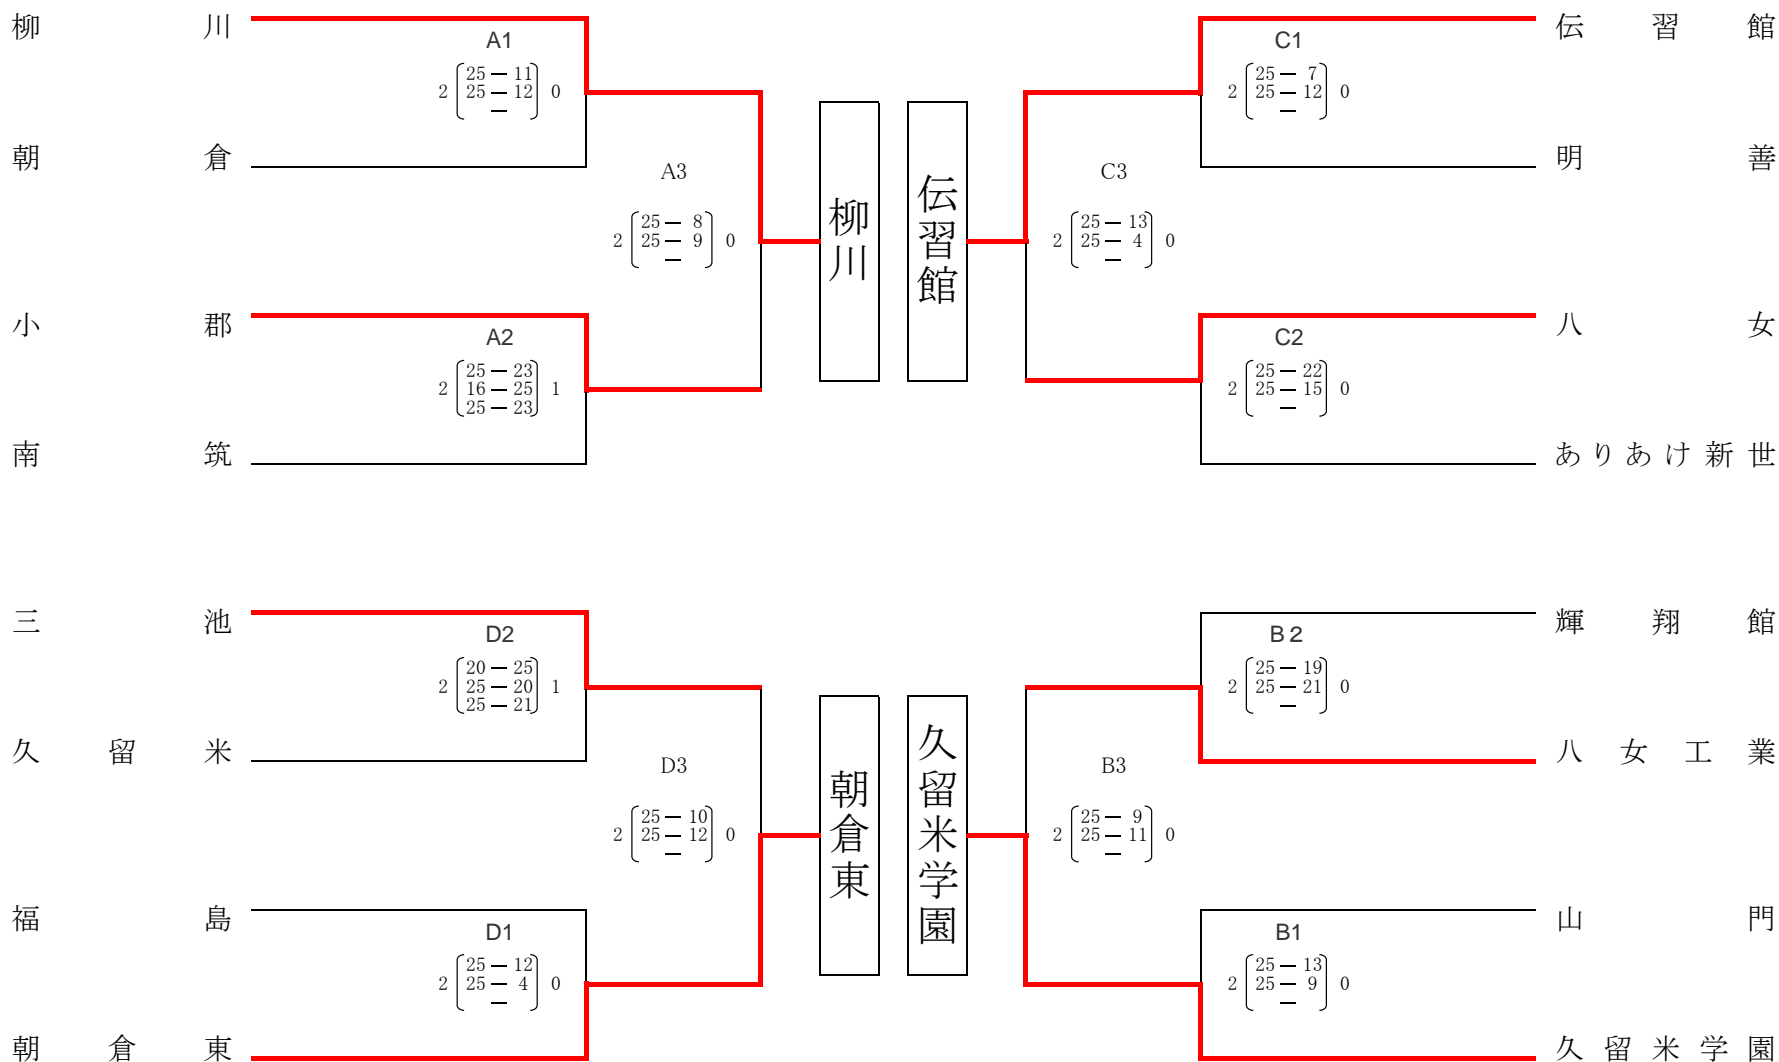 柳川
A1
2 25 — 11 0
25 — 12
—
朝倉
A3
2 25 — 8 0
25 — 9
—
小郡
A2
2 25 — 23 1
16 — 25
25 — 23
南筑
柳川
伝習館
伝習館
C1
2 25 — 7 0
25 — 12
—
明善
C3
2 25 — 13 0
25 — 4
—
八女
C2
2 25 — 22 0
25 — 15
—
ありあけ新世
三池
D2
2 20 — 25 1
25 — 20
25 — 21
久留米
D3
2 25 — 10 0
25 — 12
—
福島
D1
2 25 — 12 0
25 — 4
—
朝倉東
朝倉東
久留米学園
輝翔館
B２
2 25 — 19 0
25 — 21
—
八女工業
B3
2 25 — 9 0
25 — 11
—
山門
B1
2 25 — 13 0
25 — 9
—
久留米学園